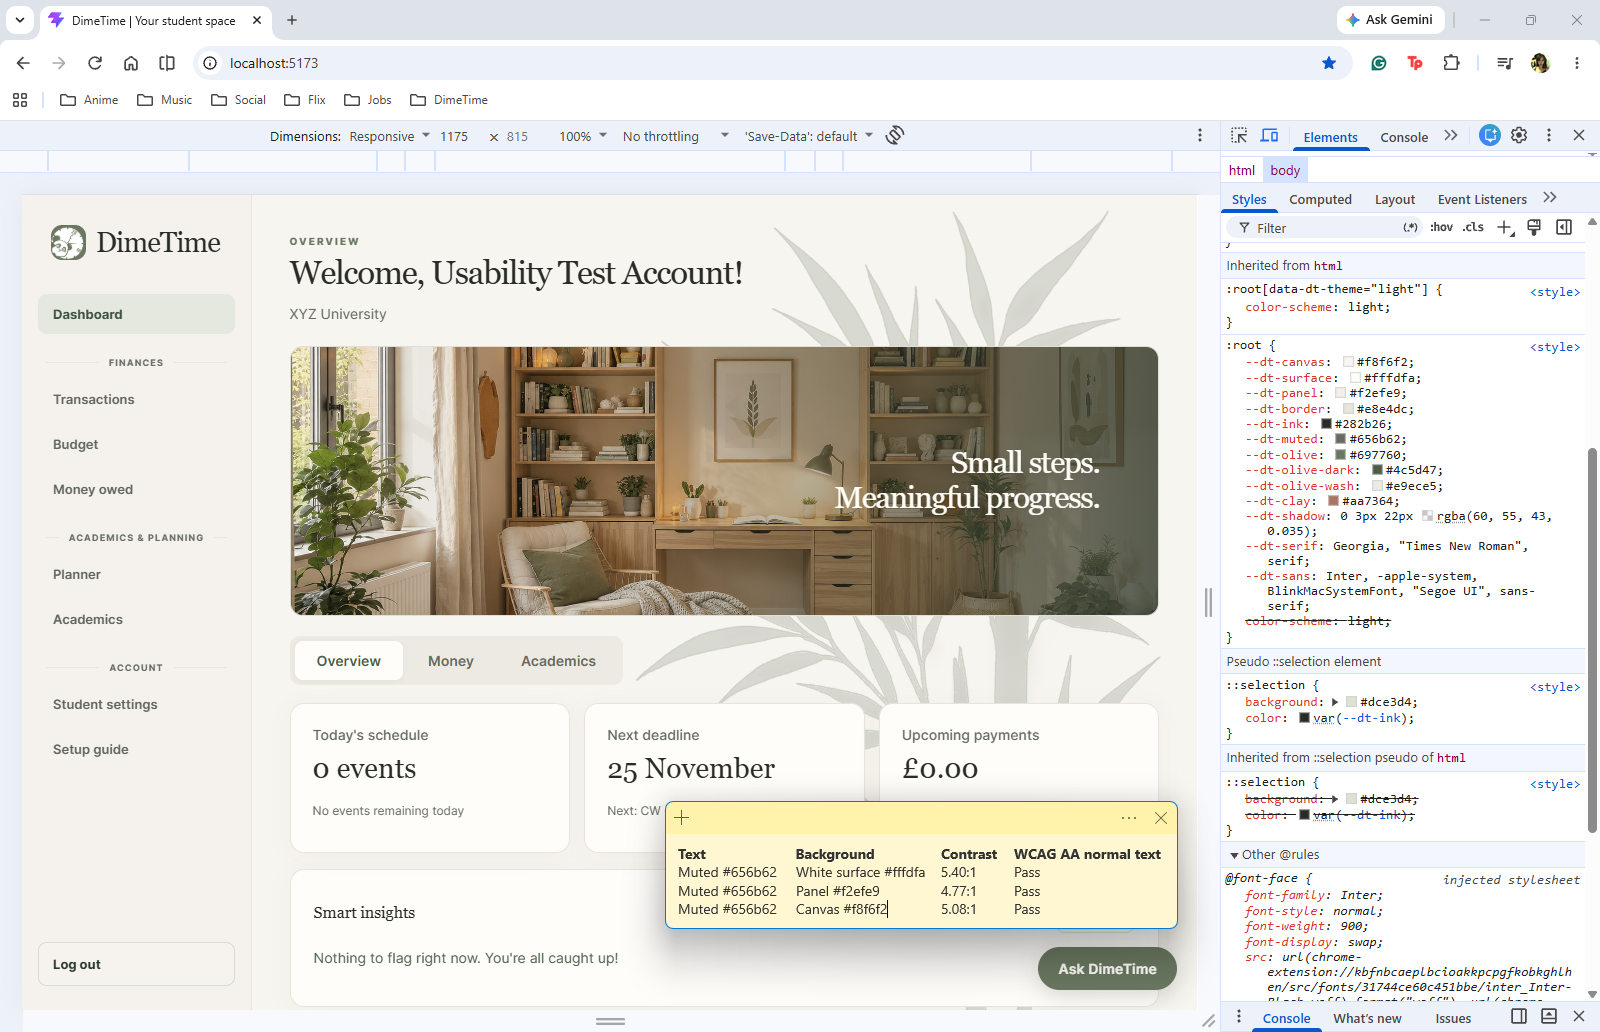 DimeTime | Your student space
Ask Gemini
localhost:5173
Anime
Music
Social
Flix
Jobs
DimeTime
Dimensions: Responsive 1175 × 815 100% No throttling 'Save-Data': default
Elements
Console
html
body
Styles
Computed
Layout
Event Listeners
Filter
:hov
.cls
DimeTime
Dashboard
FINANCES
Transactions
Budget
Money owed
ACADEMICS & PLANNING
Planner
Academics
ACCOUNT
Student settings
Setup guide
Log out
OVERVIEW
Welcome, Usability Test Account!
XYZ University
Small steps.
Meaningful progress.
Overview
Money
Academics
Today's schedule
0 events
No events remaining today
Next deadline
25 November
Next: CW
Upcoming payments
£0.00
Smart insights
Nothing to flag right now. You're all caught up!
Ask DimeTime
Text Background Contrast WCAG AA normal text
Muted #656b62 White surface #fffdfa 5.40:1 Pass
Muted #656b62 Panel #f2efe9 4.77:1 Pass
Muted #656b62 Canvas #f8f6f2 5.08:1 Pass
Inherited from html
:root[data-dt-theme="light"] { <style>
color-scheme: light;
}
:root { <style>
--dt-canvas: #f8f6f2;
--dt-surface: #fffdfa;
--dt-panel: #f2efe9;
--dt-border: #e8e4dc;
--dt-ink: #282b26;
--dt-muted: #656b62;
--dt-olive: #697760;
--dt-olive-dark: #4c5d47;
--dt-olive-wash: #e9ece5;
--dt-clay: #aa7364;
--dt-shadow: 0 3px 22px rgba(60, 55, 43,
0.035);
--dt-serif: Georgia, "Times New Roman",
serif;
--dt-sans: Inter, -apple-system,
BlinkMacSystemFont, "Segoe UI", sans-
serif;
color-scheme: light;
}
Pseudo ::selection element
::selection { <style>
background: #dce3d4;
color: var(--dt-ink);
}
Inherited from ::selection pseudo of html
::selection { <style>
background: #dce3d4;
color: var(--dt-ink);
}
Other @rules
@font-face { injected stylesheet
font-family: Inter;
font-style: normal;
font-weight: 900;
font-display: swap;
src: url(chrome-
extension://kbfnbcaeplbcioakkpcpgfkobkghlh
en/src/fonts/31744ce60c451bbe/inter_Inter-
Console
What's new
Issues